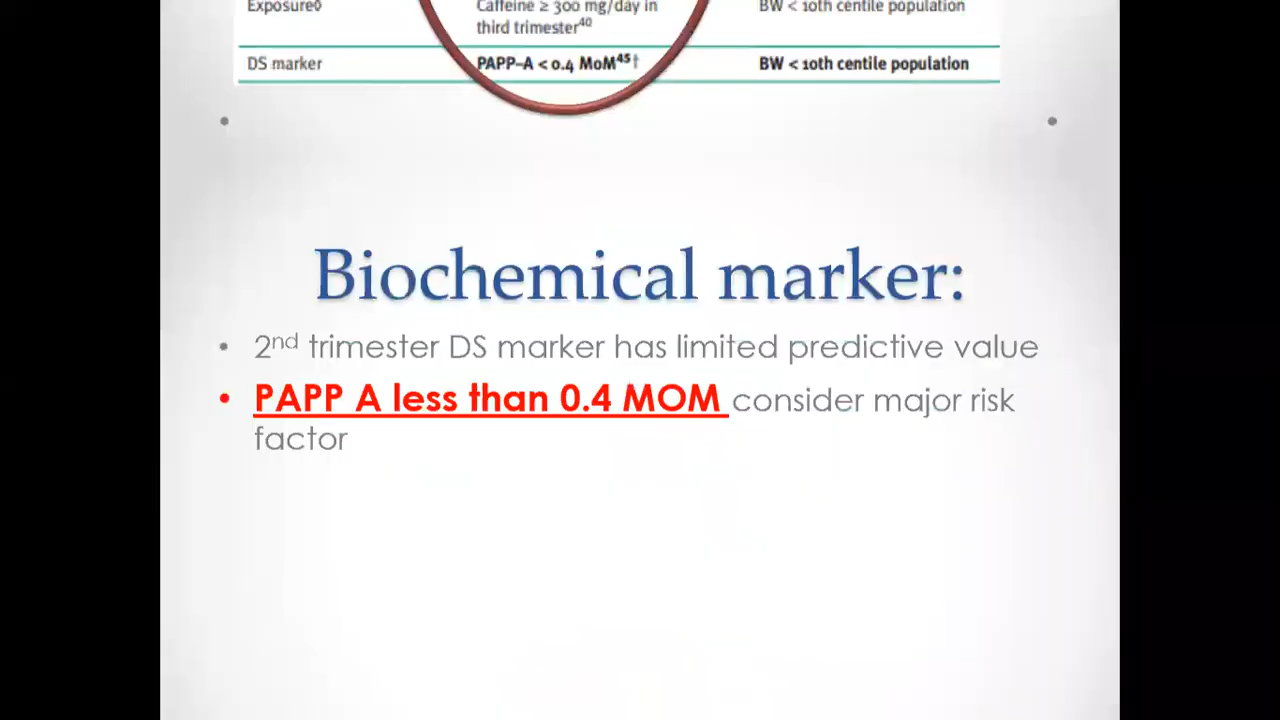 Exposure◊ Caffeine ≥ 300 mg/day in BW < 10th centile population
third trimester⁴⁰
DS marker PAPP–A < 0.4 MoM⁴⁵† BW < 10th centile population
Biochemical marker:
• 2nd trimester DS marker has limited predictive value
• PAPP A less than 0.4 MOM consider major risk
factor